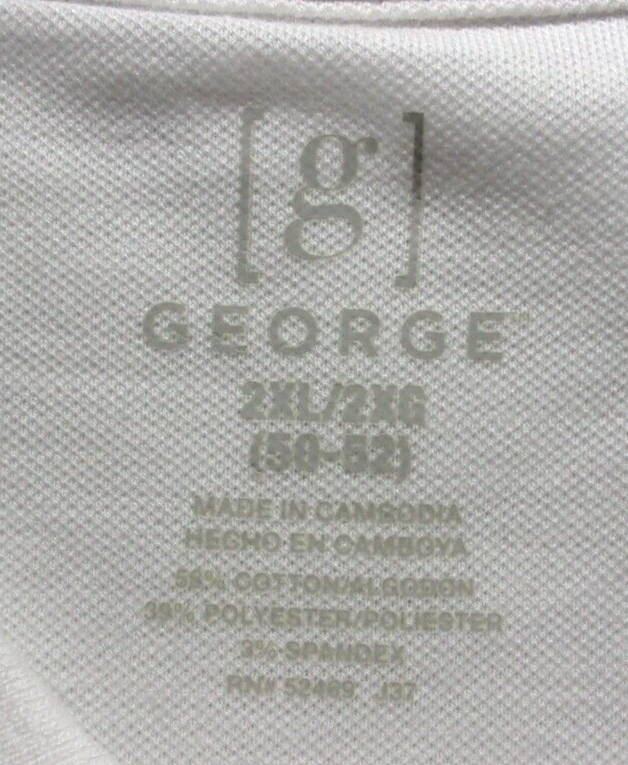 [g]
GEORGE
2XL/2XG
(50-52)
MADE IN CAMBODIA
HECHO EN CAMBOYA
58% COTTON/ALGODÓN
39% POLYESTER/POLIESTER
3% SPANDEX
RN# 52469 J37